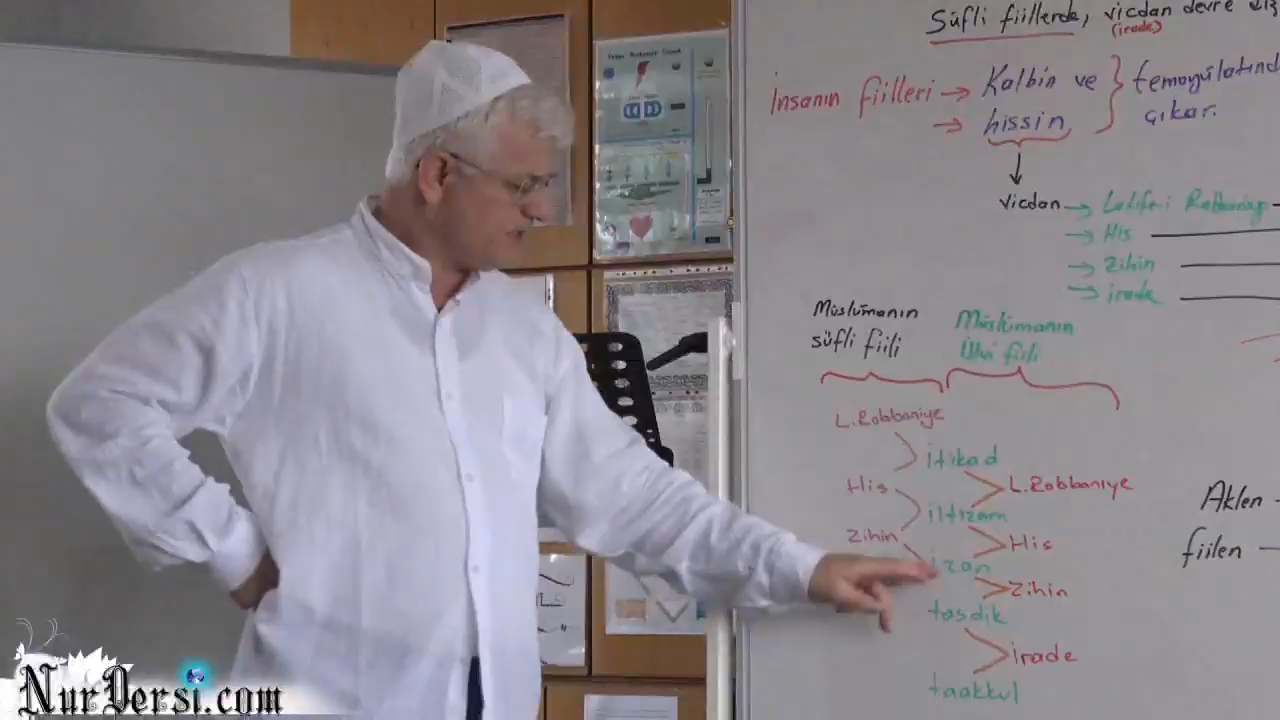 Süfli fiillerde, vicdan devre
(irade)
İnsanın fiilleri → Kalbin ve } temayülatında
→ hissin } çıkar.
vicdan → Latife-i Rabbaniye
→ His
→ Zihin
→ irade
Müslümanın
süfli fiili
Müslümanın
Ulvi fiili
L.Rabbaniye
itikad
His
L.Rabbaniye
iltizam
Zihin
His
izan
Zihin
tasdik
irade
taakkul
Aklen
fiilen
NurDersi.com